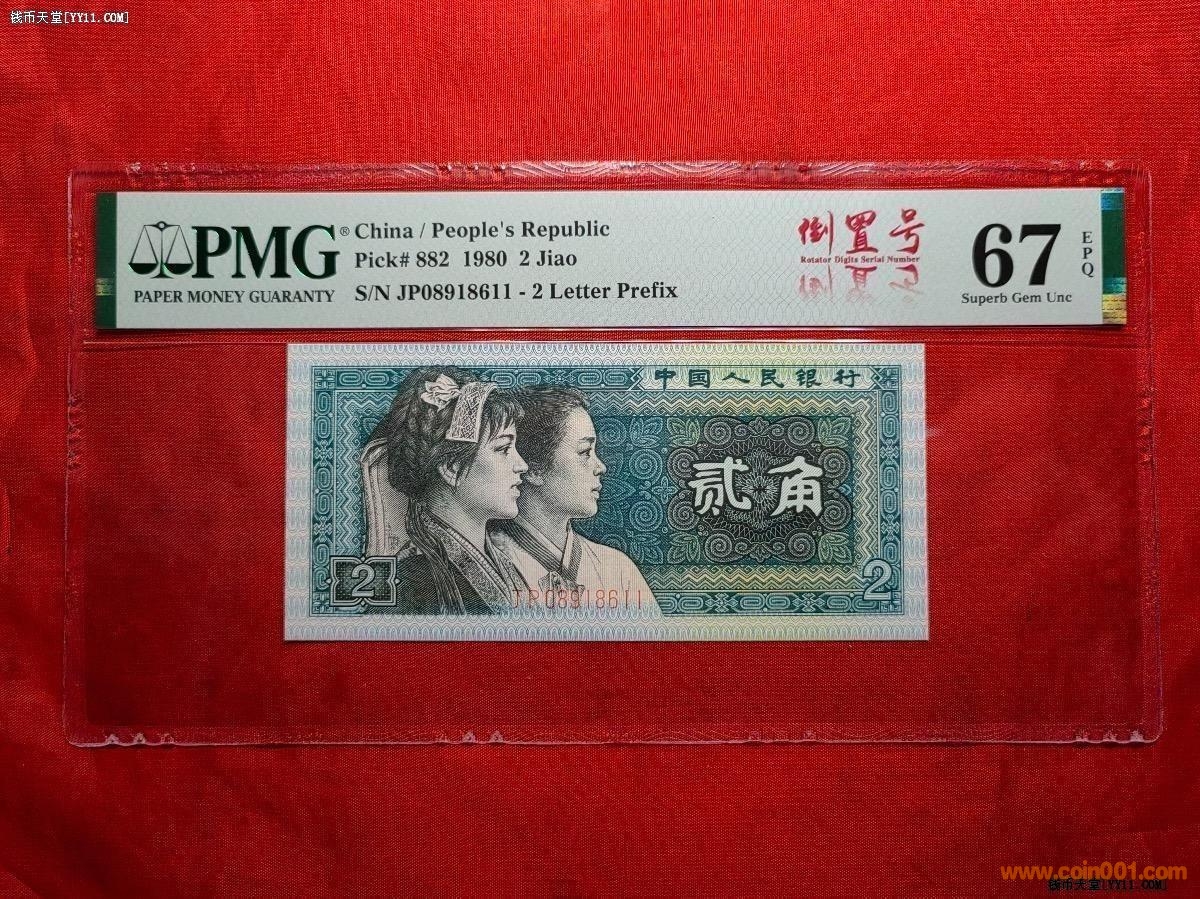 钱币天堂[YY11.COM]
PMG®
PAPER MONEY GUARANTY
China / People's Republic
Pick# 882 1980 2 Jiao
S/N JP08918611 - 2 Letter Prefix
倒置号
Rotator Digits Serial Number
67
EPQ
Superb Gem Unc
中国人民银行
贰角
2
2
JP08918611
www.coin001.com
钱币天堂[YY11.COM]